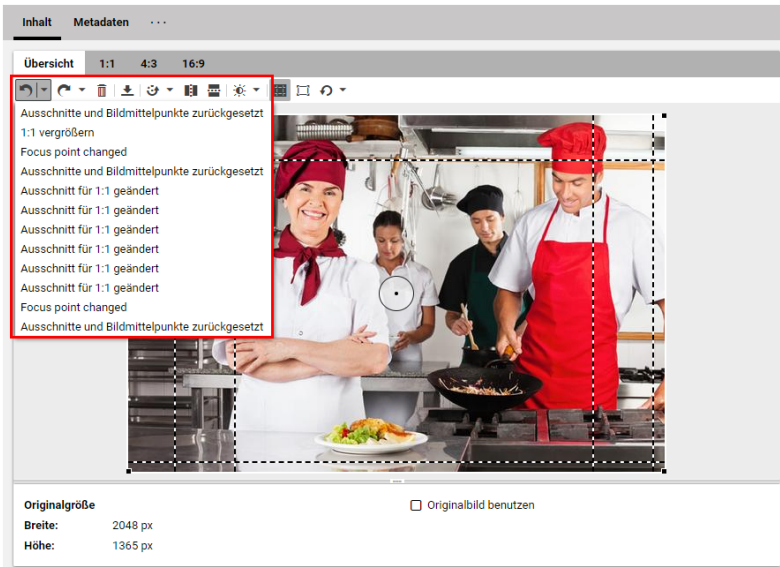 Inhalt Metadaten ...
Übersicht 1:1 4:3 16:9
Ausschnitte und Bildmittelpunkte zurückgesetzt
1:1 vergrößern
Focus point changed
Ausschnitte und Bildmittelpunkte zurückgesetzt
Ausschnitt für 1:1 geändert
Ausschnitt für 1:1 geändert
Ausschnitt für 1:1 geändert
Ausschnitt für 1:1 geändert
Ausschnitt für 1:1 geändert
Ausschnitt für 1:1 geändert
Focus point changed
Ausschnitte und Bildmittelpunkte zurückgesetzt
Originalgröße Originalbild benutzen
Breite: 2048 px
Höhe: 1365 px